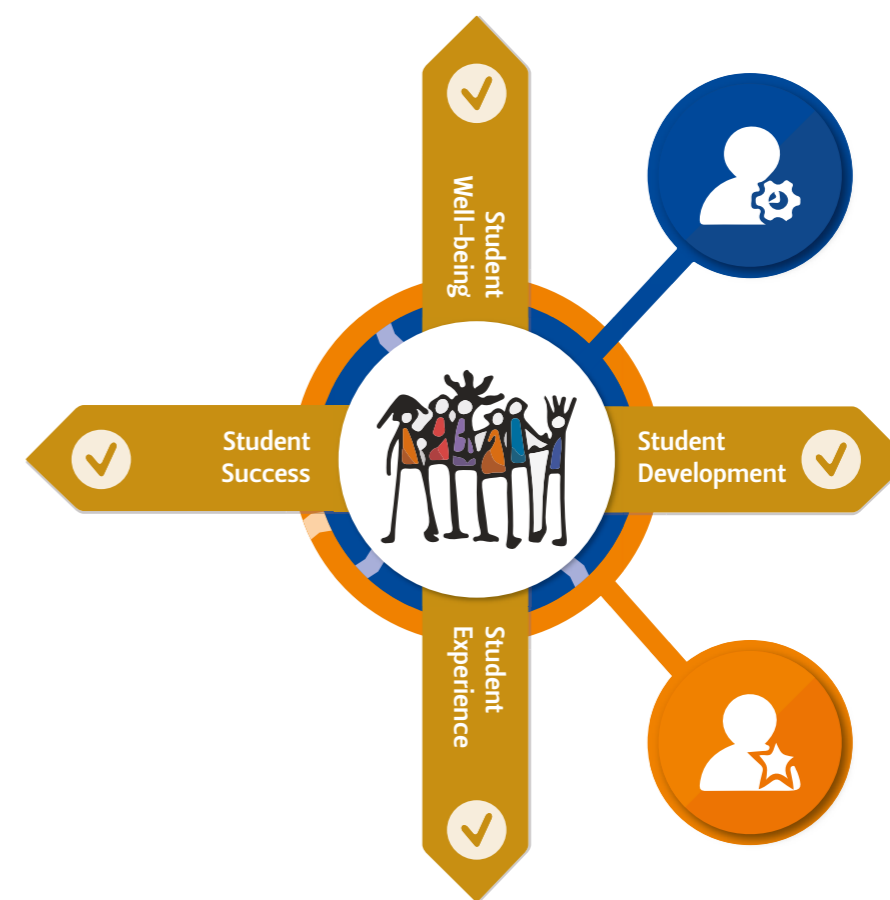 Student
Well–being
Student
Success
Student
Development
Student
Experience